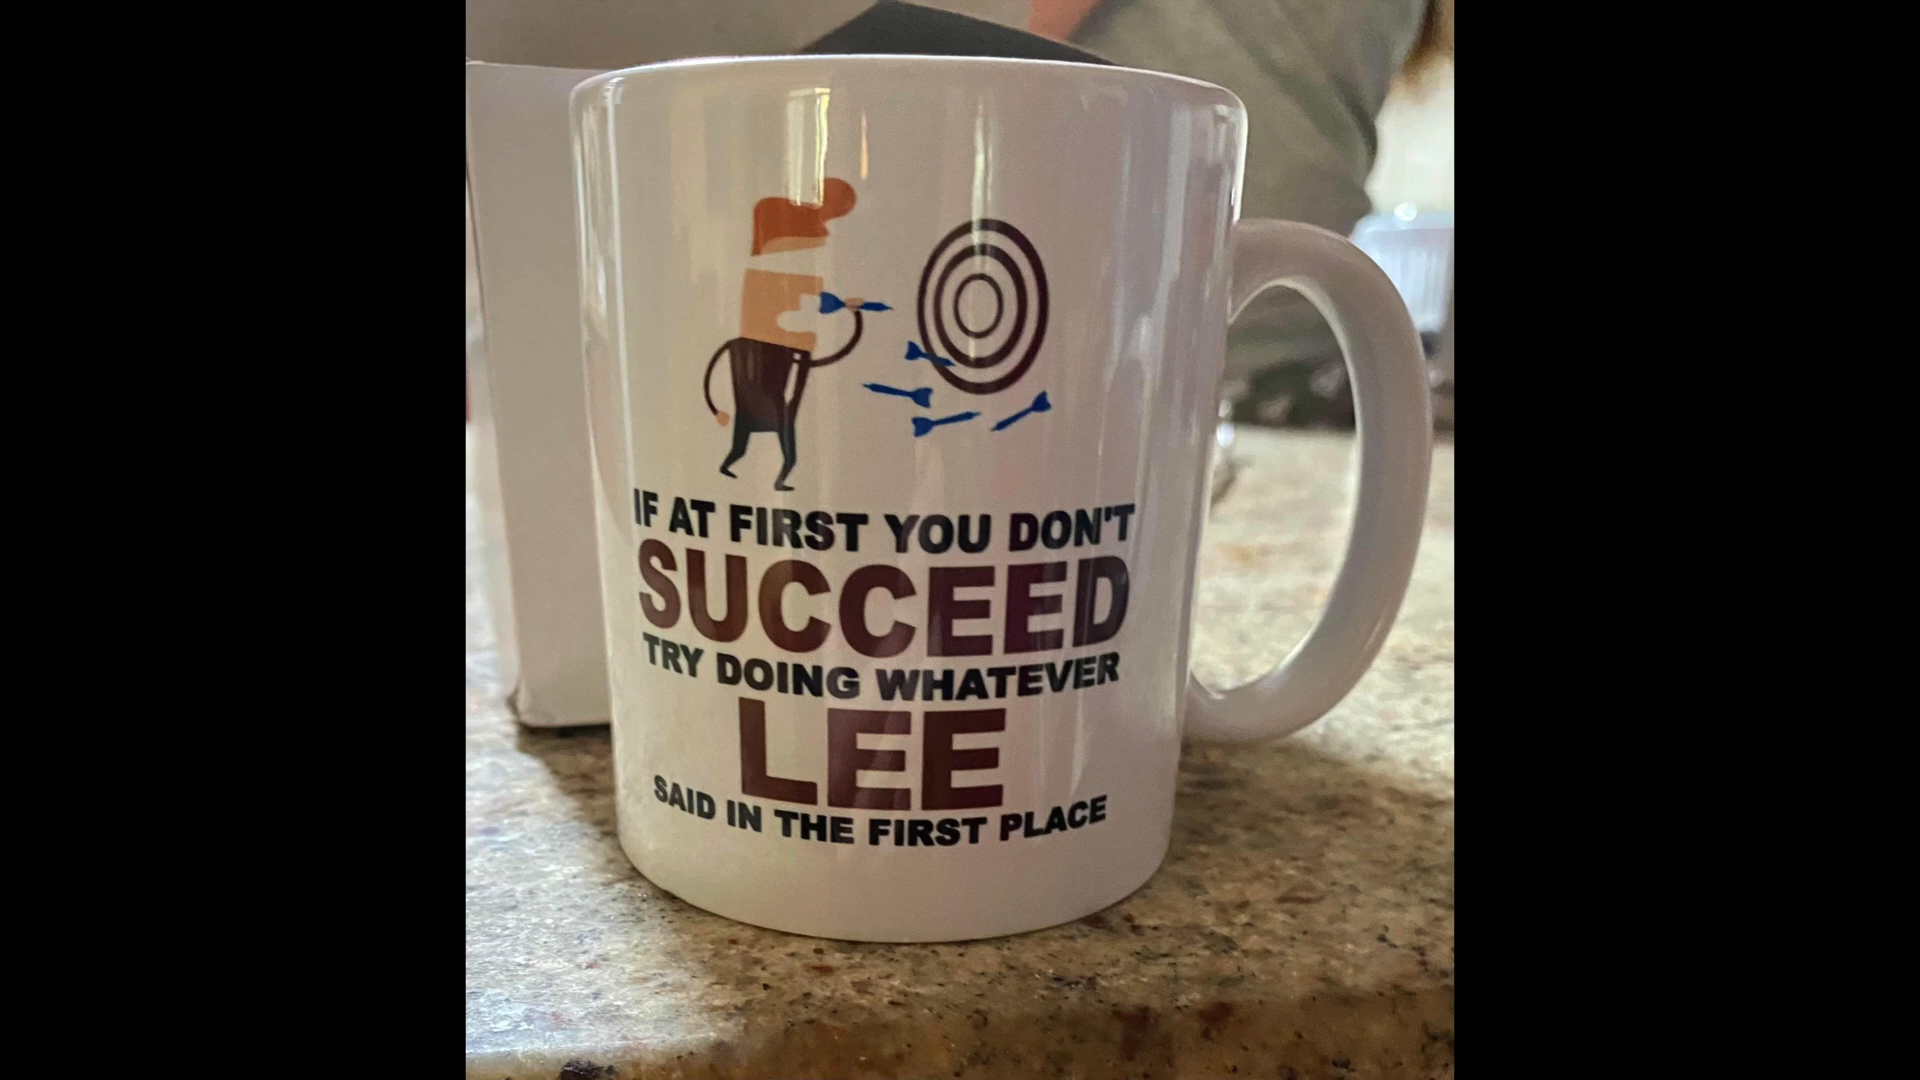 IF AT FIRST YOU DON'T
SUCCEED
TRY DOING WHATEVER
LEE
SAID IN THE FIRST PLACE